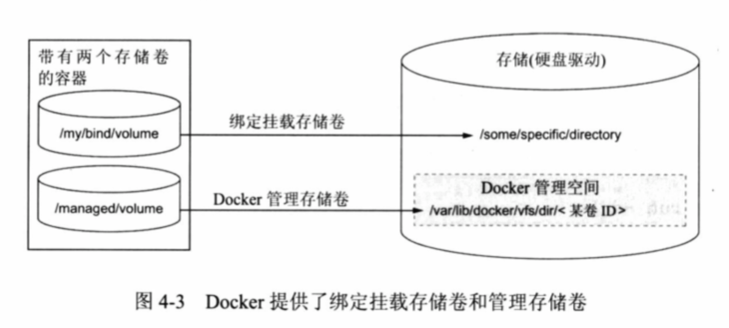 带有两个存储卷
的容器
/my/bind/volume
/managed/volume
绑定挂载存储卷
Docker 管理存储卷
存储(硬盘驱动)
/some/specific/directory
Docker 管理空间
/var/lib/docker/vfs/dir/<某卷 ID>
图 4-3 Docker 提供了绑定挂载存储卷和管理存储卷